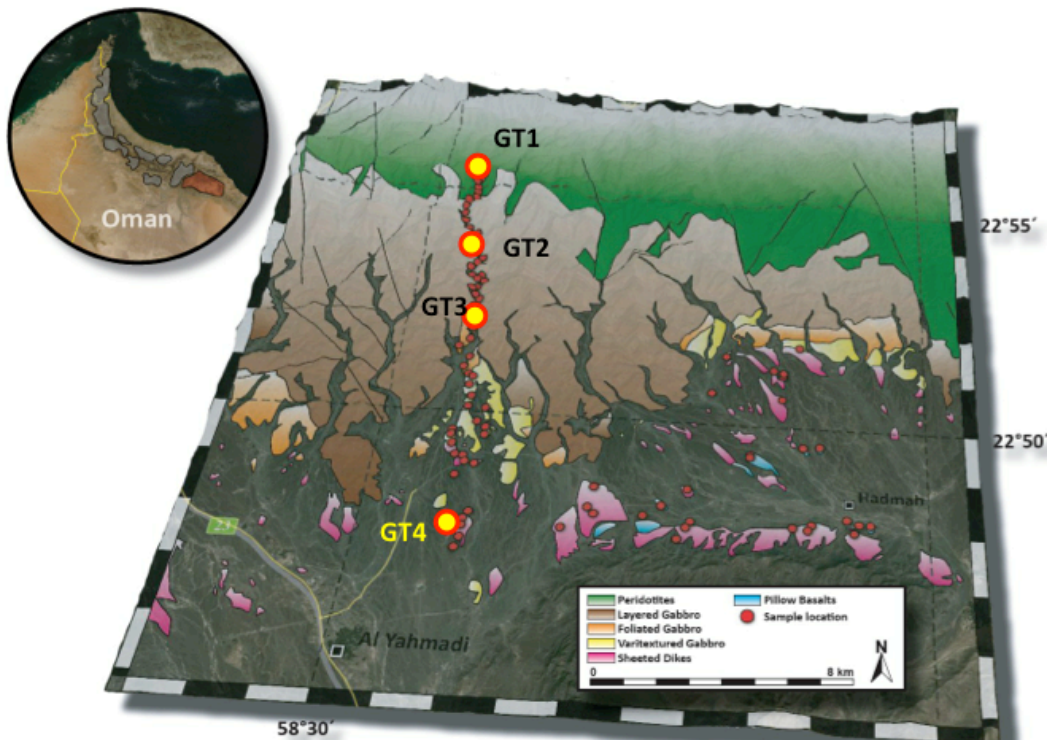 Oman
GT1
GT2
GT3
GT4
22°55´
22°50´
Hadmah
23
Al Yahmadi
58°30´
Peridotites
Layered Gabbro
Foliated Gabbro
Varitextured Gabbro
Sheeted Dikes
Pillow Basalts
Sample location
0 8 km
N